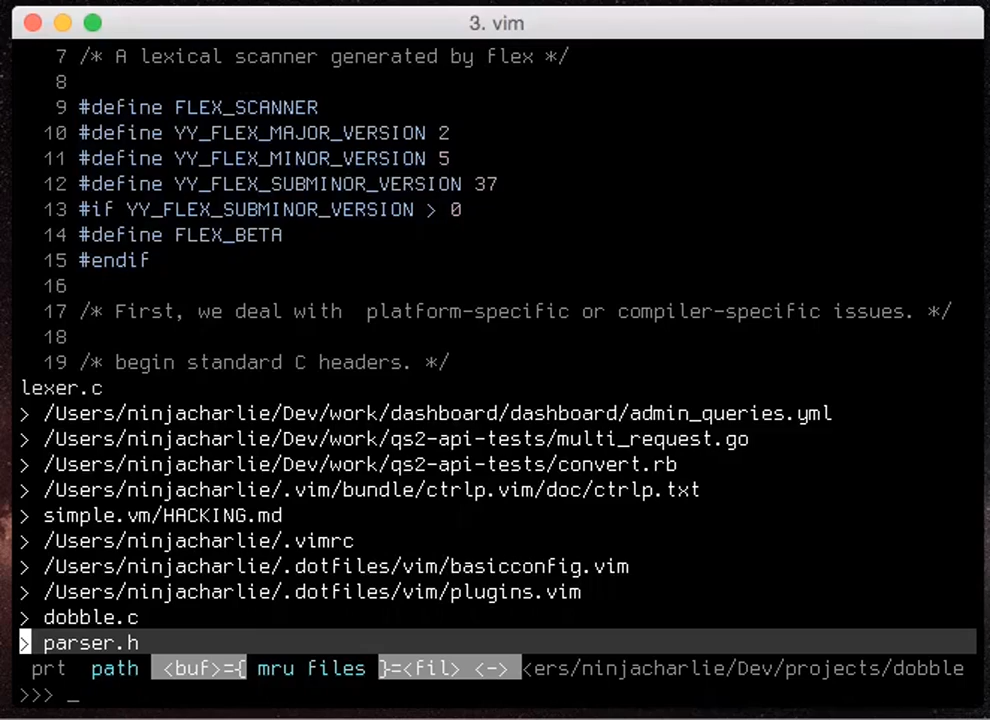 3. vim
7 /* A lexical scanner generated by flex */
8
9 #define FLEX_SCANNER
10 #define YY_FLEX_MAJOR_VERSION 2
11 #define YY_FLEX_MINOR_VERSION 5
12 #define YY_FLEX_SUBMINOR_VERSION 37
13 #if YY_FLEX_SUBMINOR_VERSION > 0
14 #define FLEX_BETA
15 #endif
16
17 /* First, we deal with  platform-specific or compiler-specific issues. */
18
19 /* begin standard C headers. */
lexer.c
> /Users/ninjacharlie/Dev/work/dashboard/dashboard/admin_queries.yml
> /Users/ninjacharlie/Dev/work/qs2-api-tests/multi_request.go
> /Users/ninjacharlie/Dev/work/qs2-api-tests/convert.rb
> /Users/ninjacharlie/.vim/bundle/ctrlp.vim/doc/ctrlp.txt
> simple.vm/HACKING.md
> /Users/ninjacharlie/.vimrc
> /Users/ninjacharlie/.dotfiles/vim/basicconfig.vim
> /Users/ninjacharlie/.dotfiles/vim/plugins.vim
> dobble.c
> parser.h
prt  path  <buf>={ mru files }=<fil> <-> <ers/ninjacharlie/Dev/projects/dobble
>>> _